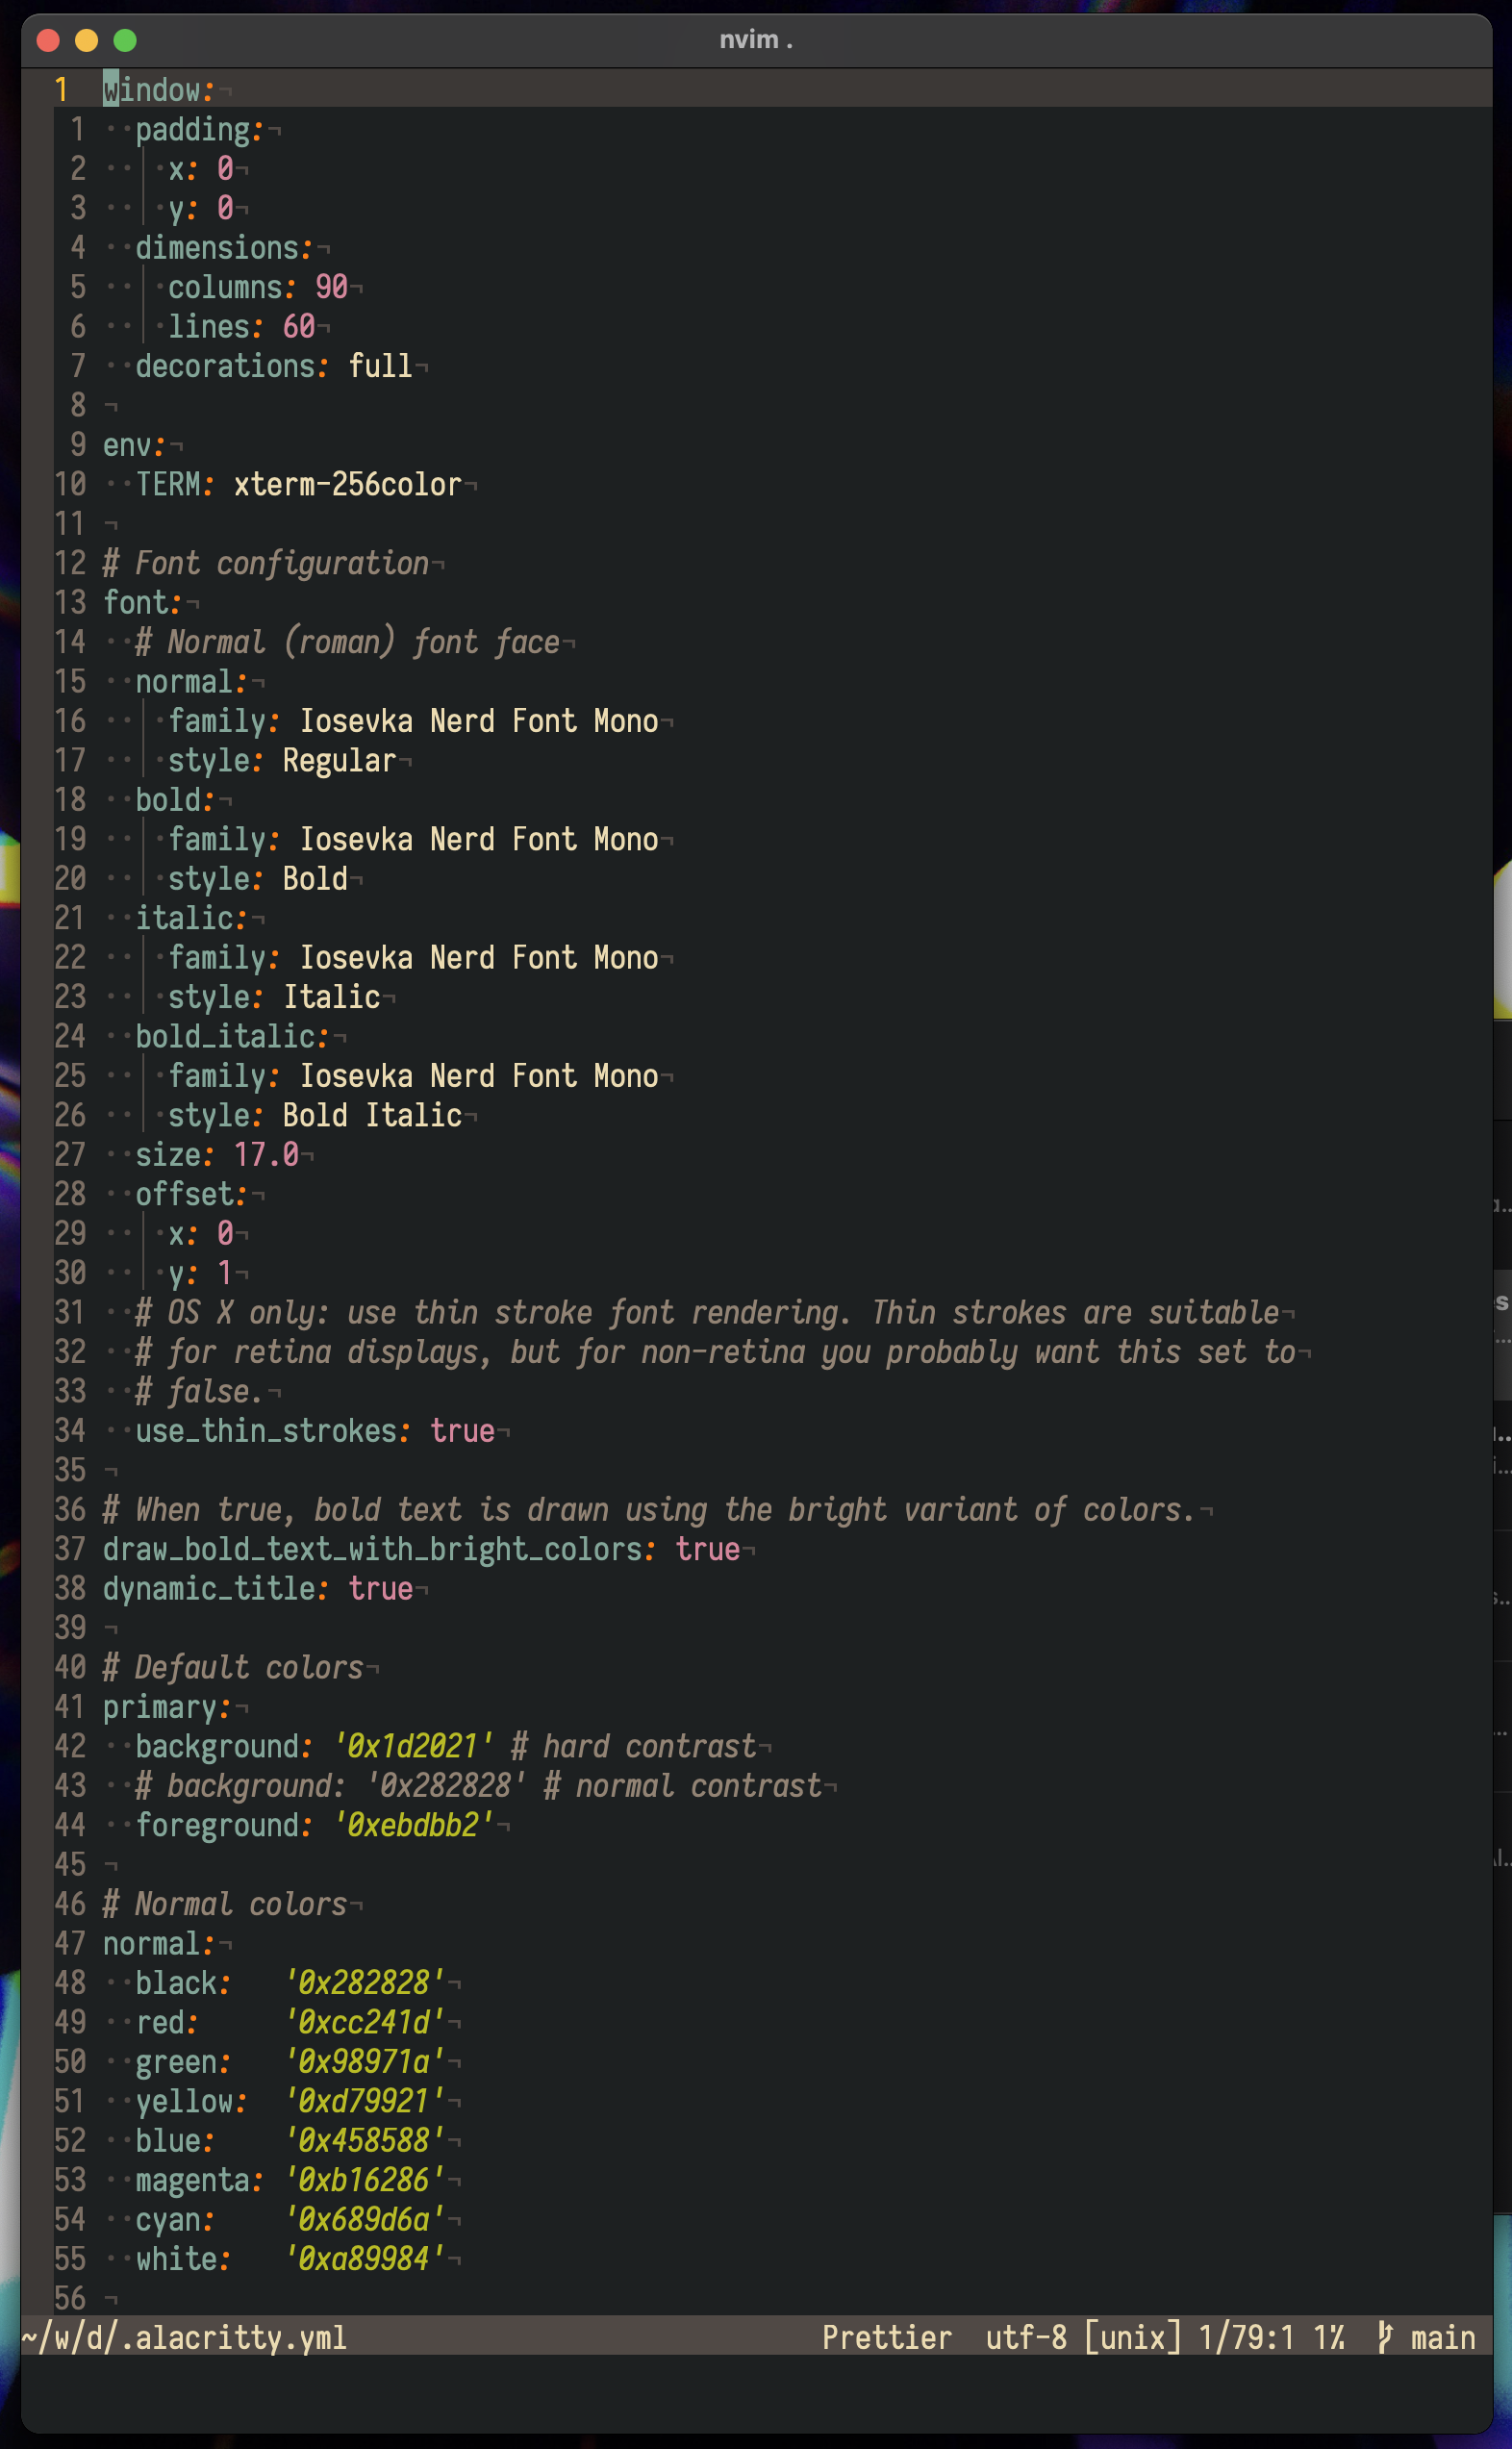 nvim .
1 window:¬
1 ··padding:¬
2 ··│·x: 0¬
3 ··│·y: 0¬
4 ··dimensions:¬
5 ··│·columns: 90¬
6 ··│·lines: 60¬
7 ··decorations: full¬
8 ¬
9 env:¬
10 ··TERM: xterm-256color¬
11 ¬
12 # Font configuration¬
13 font:¬
14 ··# Normal (roman) font face¬
15 ··normal:¬
16 ··│·family: Iosevka Nerd Font Mono¬
17 ··│·style: Regular¬
18 ··bold:¬
19 ··│·family: Iosevka Nerd Font Mono¬
20 ··│·style: Bold¬
21 ··italic:¬
22 ··│·family: Iosevka Nerd Font Mono¬
23 ··│·style: Italic¬
24 ··bold_italic:¬
25 ··│·family: Iosevka Nerd Font Mono¬
26 ··│·style: Bold Italic¬
27 ··size: 17.0¬
28 ··offset:¬
29 ··│·x: 0¬
30 ··│·y: 1¬
31 ··# OS X only: use thin stroke font rendering. Thin strokes are suitable¬
32 ··# for retina displays, but for non-retina you probably want this set to¬
33 ··# false.¬
34 ··use_thin_strokes: true¬
35 ¬
36 # When true, bold text is drawn using the bright variant of colors.¬
37 draw_bold_text_with_bright_colors: true¬
38 dynamic_title: true¬
39 ¬
40 # Default colors¬
41 primary:¬
42 ··background: '0x1d2021' # hard contrast¬
43 ··# background: '0x282828' # normal contrast¬
44 ··foreground: '0xebdbb2'¬
45 ¬
46 # Normal colors¬
47 normal:¬
48 ··black:   '0x282828'¬
49 ··red:     '0xcc241d'¬
50 ··green:   '0x98971a'¬
51 ··yellow:  '0xd79921'¬
52 ··blue:    '0x458588'¬
53 ··magenta: '0xb16286'¬
54 ··cyan:    '0x689d6a'¬
55 ··white:   '0xa89984'¬
56 ¬
~/w/d/.alacritty.yml Prettier utf-8 [unix] 1/79:1 1% main